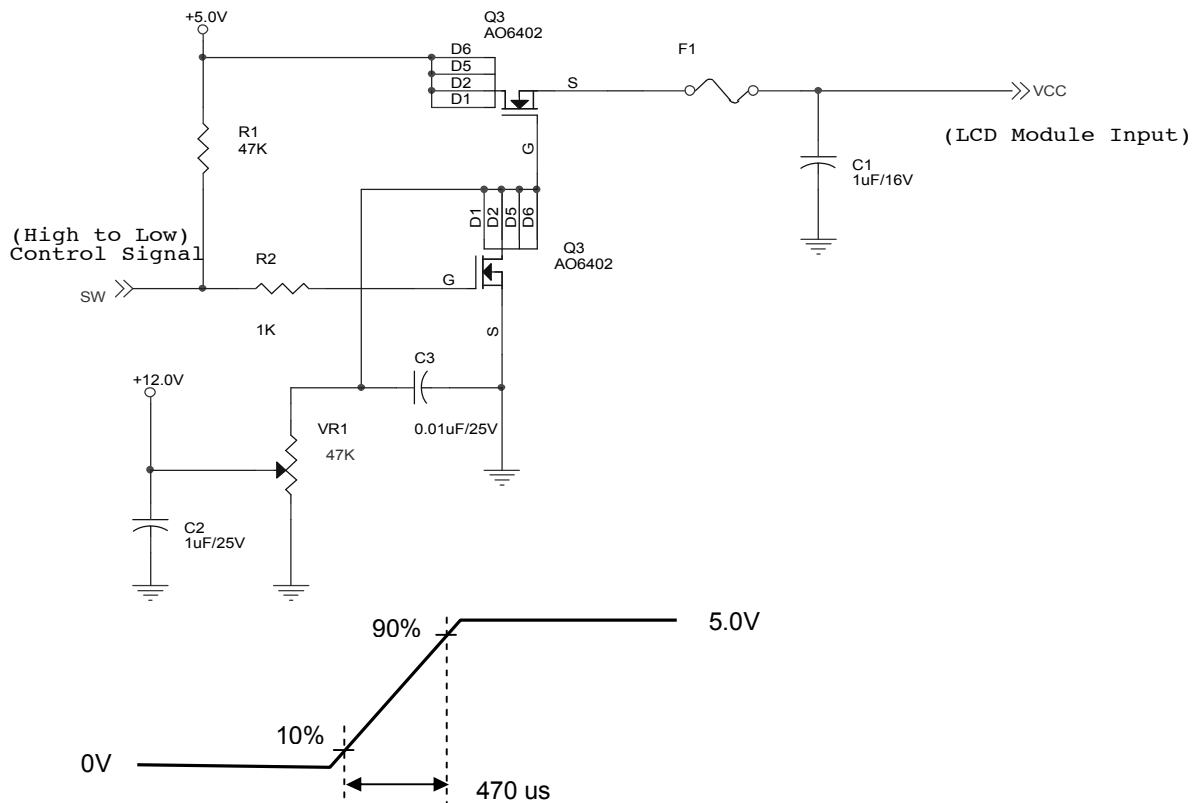 +5.0V
Q3
AO6402
D6
D5
D2
D1
S
G
F1
VCC
(LCD Module Input)
R1
47K
C1
1uF/16V
D1
D2
D5
D6
Q3
AO6402
(High to Low)
Control Signal
SW
R2
1K
G
S
C3
0.01uF/25V
+12.0V
VR1
47K
C2
1uF/25V
90%
5.0V
10%
0V
470 us